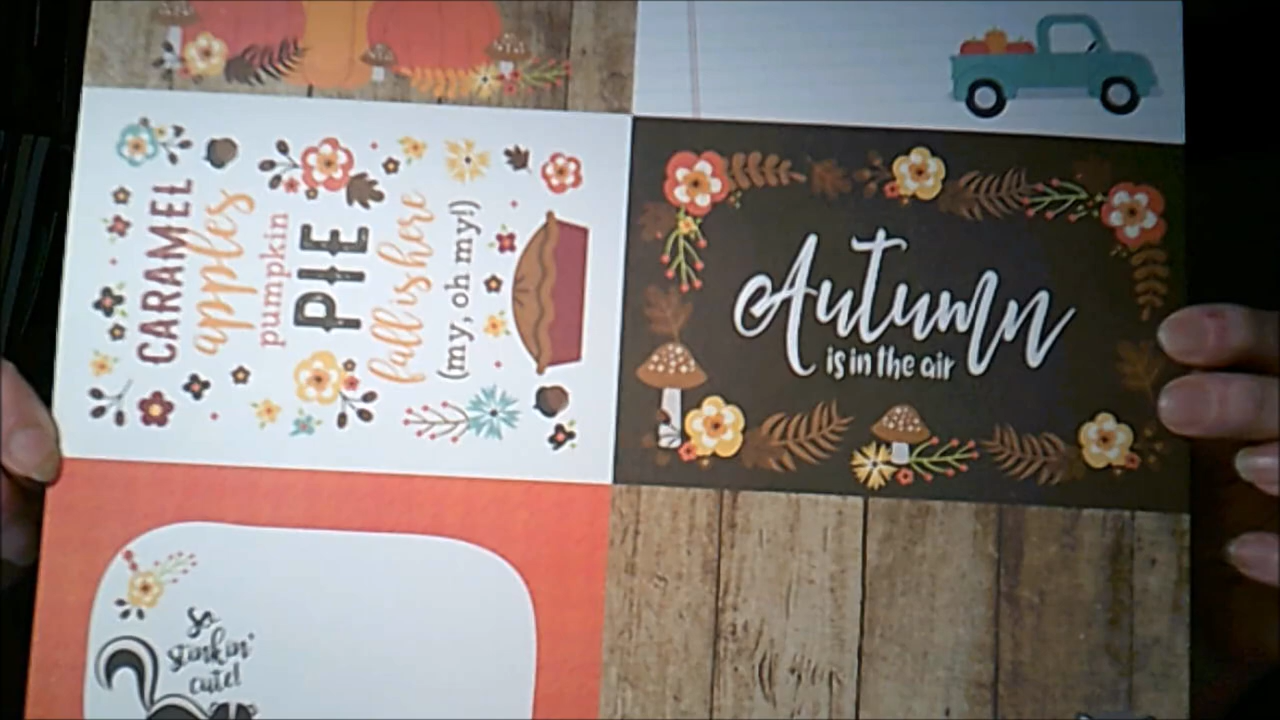 CARAMEL
apples
pumpkin
PIE
fall is here
(my, oh my!)
Autumn
is in the air
So
stinkin'
cute!